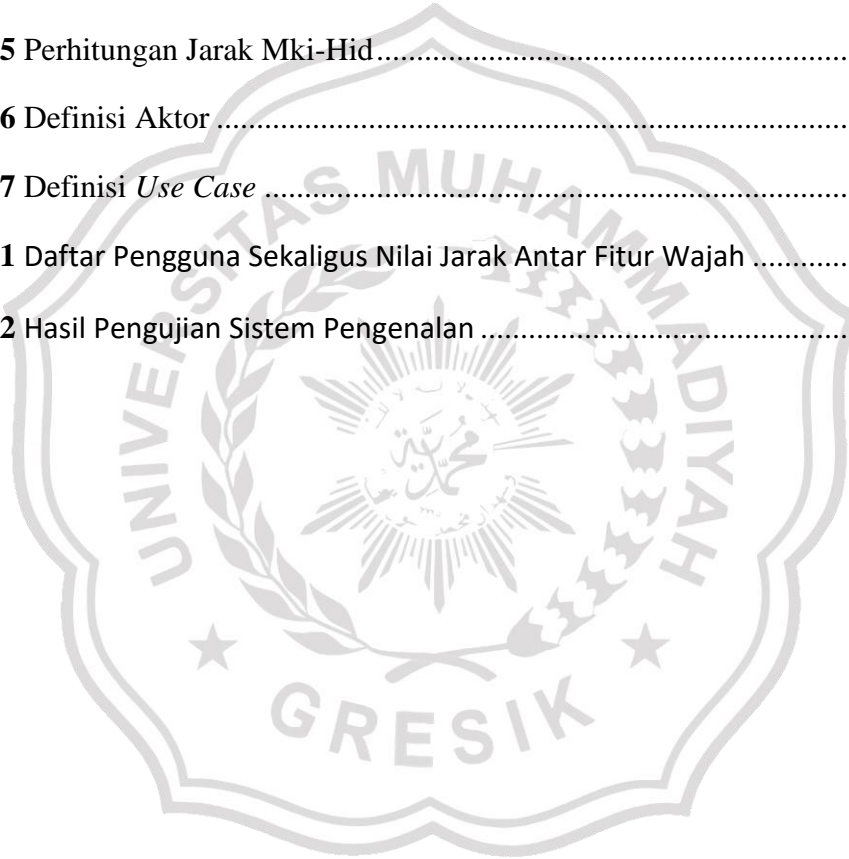 5 Perhitungan Jarak Mki-Hid................................................................
6 Definisi Aktor ................................................................
7 Definisi Use Case ................................................................
1 Daftar Pengguna Sekaligus Nilai Jarak Antar Fitur Wajah ............
2 Hasil Pengujian Sistem Pengenalan ................................................
UNIVERSITAS MUHAMMADIYAH
GRESIK